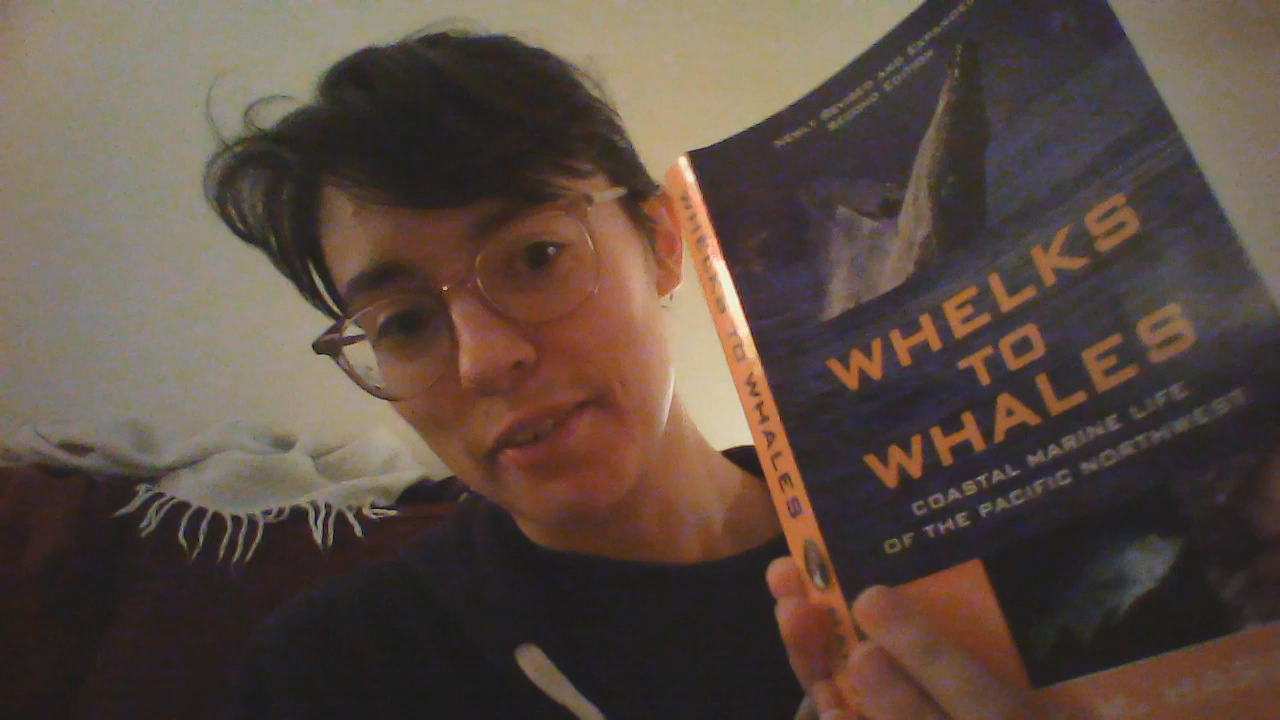 NEWLY REVISED AND EXPANDED
SECOND EDITION
WHELKS
TO
WHALES
COASTAL MARINE LIFE
OF THE PACIFIC NORTHWEST
WHELKS TO WHALES